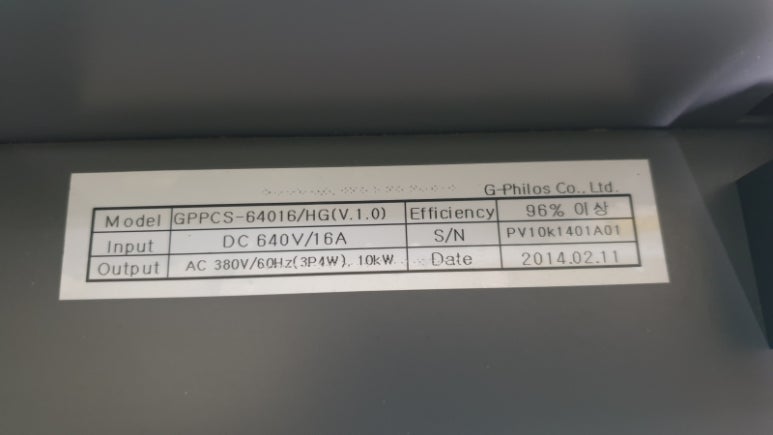 G-Philos Co., Ltd.
Model GPPCS-64016/HG(V.1.0) Efficiency 96% 이상
Input DC 640V/16A S/N PV10k1401A01
Output AC 380V/60Hz(3P4W), 10kW Date 2014.02.11